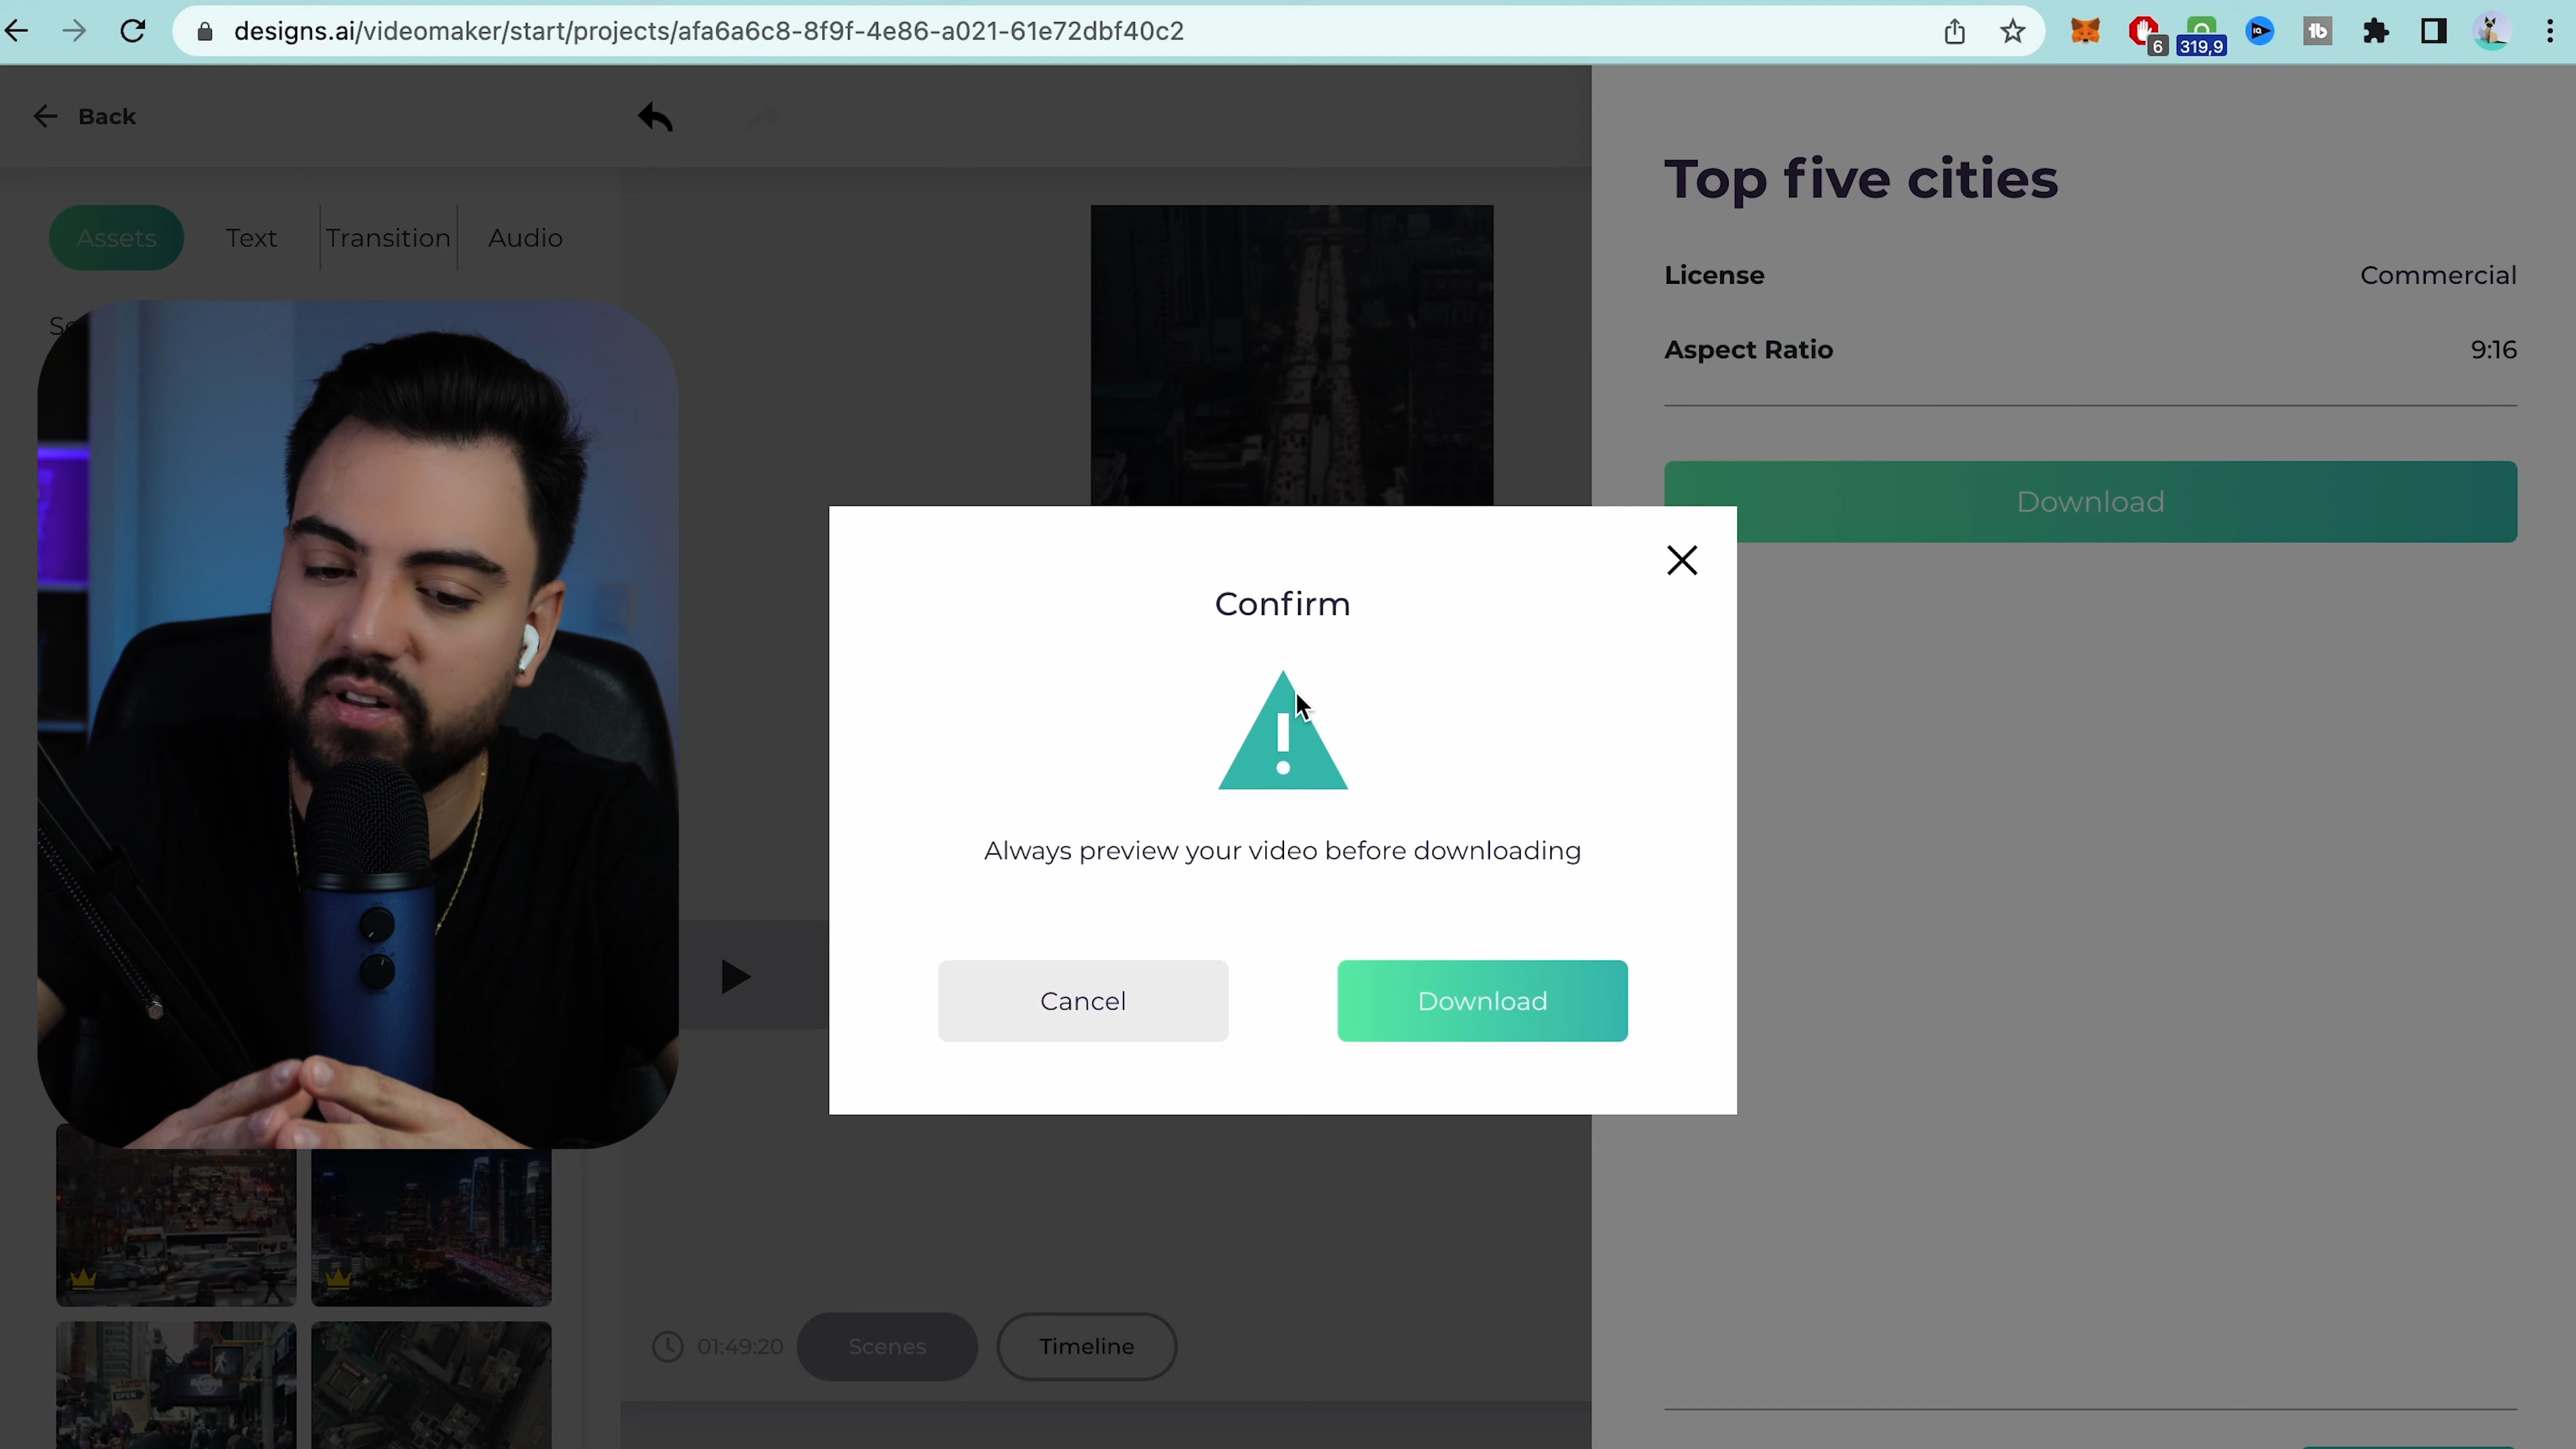 designs.ai/videomaker/start/projects/afa6a6c8-8f9f-4e86-a021-61e72dbf40c2
6
319,9
Back
Assets
Text
Transition
Audio
Top five cities
License
Commercial
Aspect Ratio
9:16
Download
Confirm
Always preview your video before downloading
Cancel
Download
01:49:20
Scenes
Timeline
OPEN